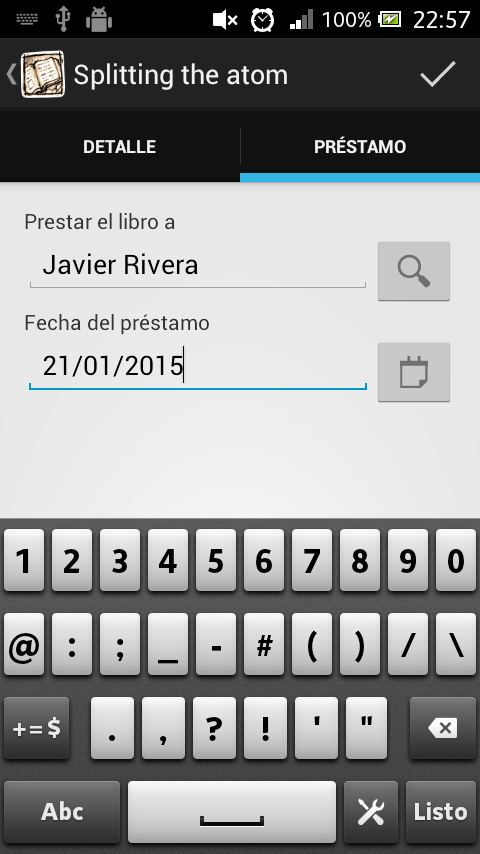 100% 22:57
Splitting the atom
DETALLE PRÉSTAMO
Prestar el libro a
Javier Rivera
Fecha del préstamo
21/01/2015
1 2 3 4 5 6 7 8 9 0
@ : ; _ - # ( ) / \
+=$ . , ? ! ' "
Abc Listo